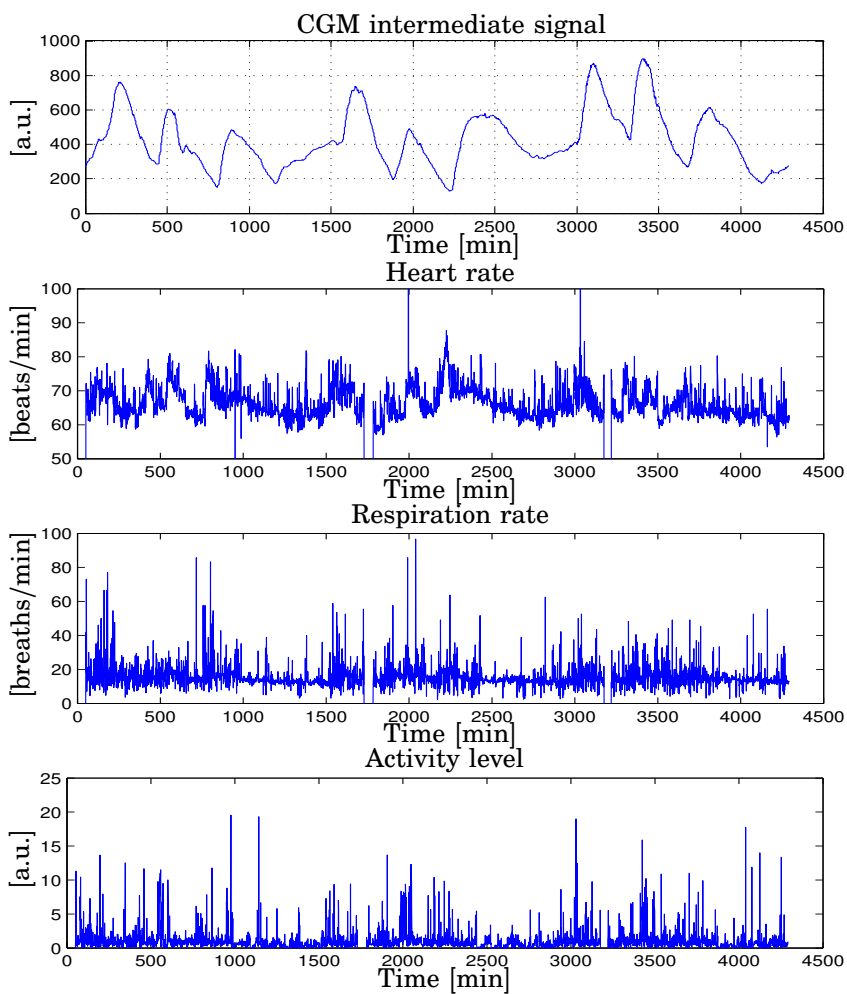 CGM intermediate signal
1000
800
600
400
200
0
[a.u.]
0 500 1000 1500 2000 2500 3000 3500 4000 4500
Time [min]
Heart rate
100
90
80
70
60
50
[beats/min]
0 500 1000 1500 2000 2500 3000 3500 4000 4500
Time [min]
Respiration rate
100
80
60
40
20
0
[breaths/min]
0 500 1000 1500 2000 2500 3000 3500 4000 4500
Time [min]
Activity level
25
20
15
10
5
0
[a.u.]
0 500 1000 1500 2000 2500 3000 3500 4000 4500
Time [min]